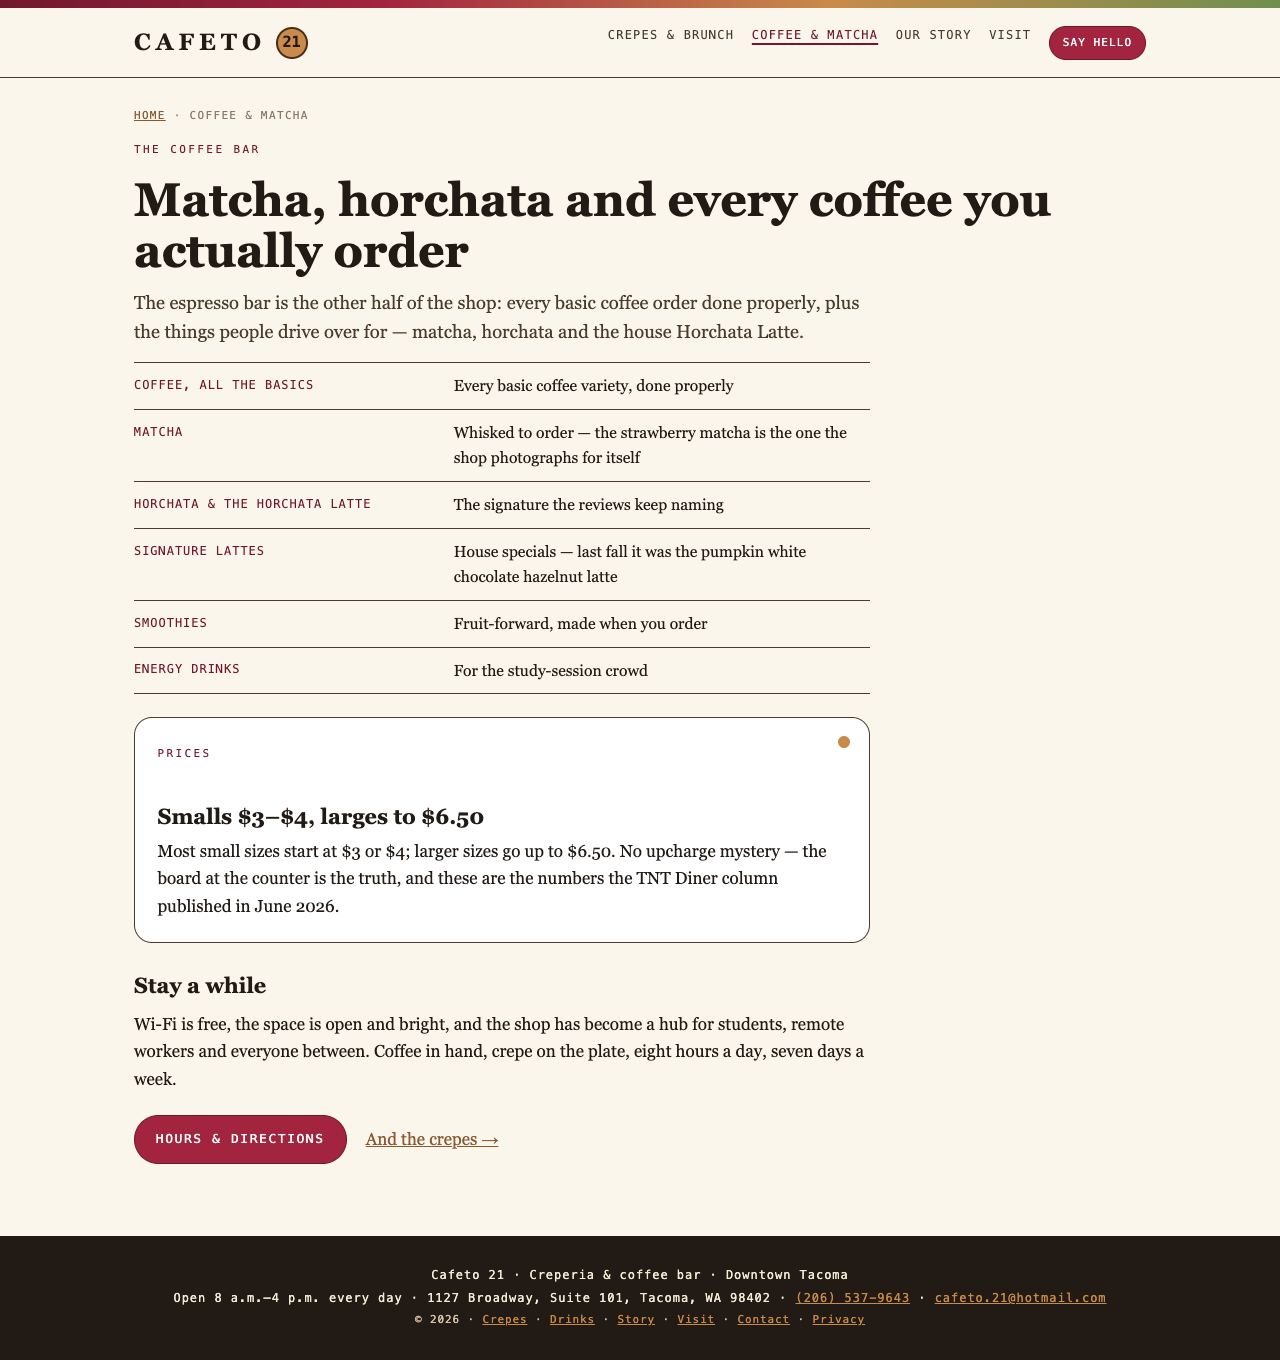 CAFETO 21
CREPES & BRUNCH COFFEE & MATCHA OUR STORY VISIT SAY HELLO
HOME · COFFEE & MATCHA
THE COFFEE BAR
Matcha, horchata and every coffee you
actually order
The espresso bar is the other half of the shop: every basic coffee order done properly, plus
the things people drive over for — matcha, horchata and the house Horchata Latte.
COFFEE, ALL THE BASICS Every basic coffee variety, done properly
MATCHA Whisked to order — the strawberry matcha is the one the
shop photographs for itself
HORCHATA & THE HORCHATA LATTE The signature the reviews keep naming
SIGNATURE LATTES House specials — last fall it was the pumpkin white
chocolate hazelnut latte
SMOOTHIES Fruit-forward, made when you order
ENERGY DRINKS For the study-session crowd
PRICES
Smalls $3–$4, larges to $6.50
Most small sizes start at $3 or $4; larger sizes go up to $6.50. No upcharge mystery — the
board at the counter is the truth, and these are the numbers the TNT Diner column
published in June 2026.
Stay a while
Wi-Fi is free, the space is open and bright, and the shop has become a hub for students, remote
workers and everyone between. Coffee in hand, crepe on the plate, eight hours a day, seven days a
week.
HOURS & DIRECTIONS And the crepes →
Cafeto 21 · Creperia & coffee bar · Downtown Tacoma
Open 8 a.m.–4 p.m. every day · 1127 Broadway, Suite 101, Tacoma, WA 98402 · (206) 537-9643 · cafeto.21@hotmail.com
© 2026 · Crepes · Drinks · Story · Visit · Contact · Privacy